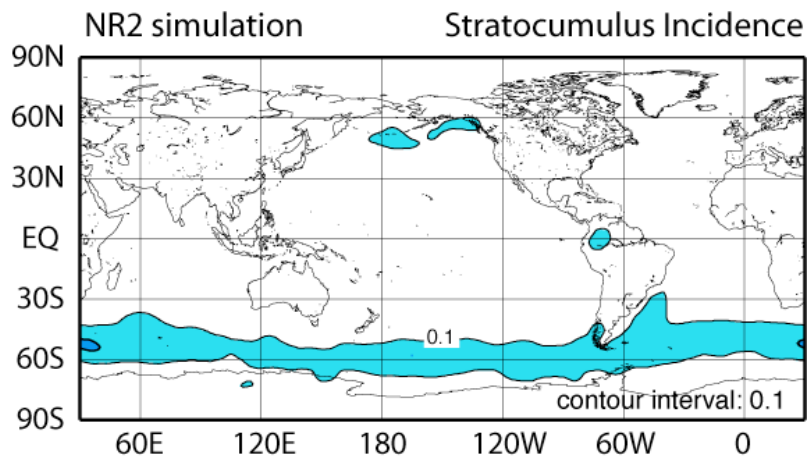 NR2 simulation Stratocumulus Incidence
90N
60N
30N
EQ
30S
0.1
60S
contour interval: 0.1
90S
60E 120E 180 120W 60W 0